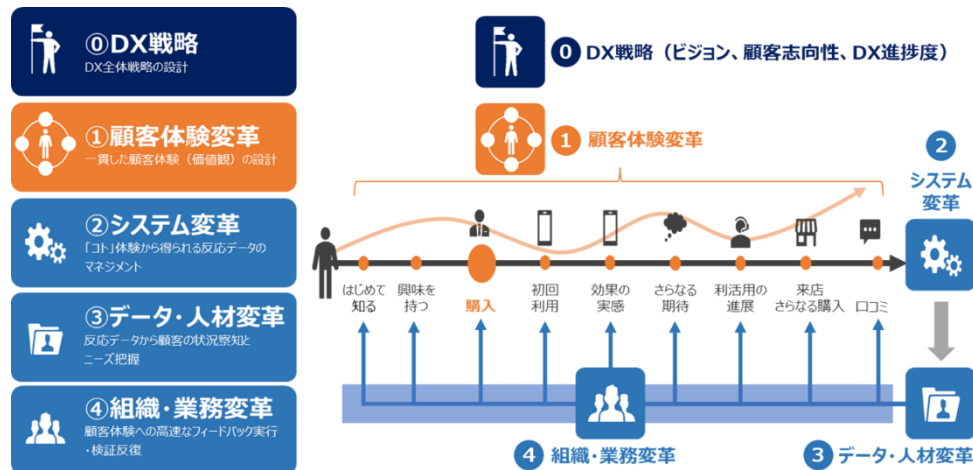 ⓪DX戦略
DX全体戦略の設計
①顧客体験変革
一貫した顧客体験（価値観）の設計
②システム変革
「コト」体験から得られる反応データの
マネジメント
③データ・人材変革
反応データから顧客の状況察知と
ニーズ把握
④組織・業務変革
顧客体験への高速なフィードバック実行
・検証反復
⓪ DX戦略（ビジョン、顧客志向性、DX進捗度）
① 顧客体験変革
②
システム
変革
はじめて
知る
興味を
持つ
購入
初回
利用
効果の
実感
さらなる
期待
利活用の
進展
来店
さらなる購入
口コミ
④ 組織・業務変革
③ データ・人材変革